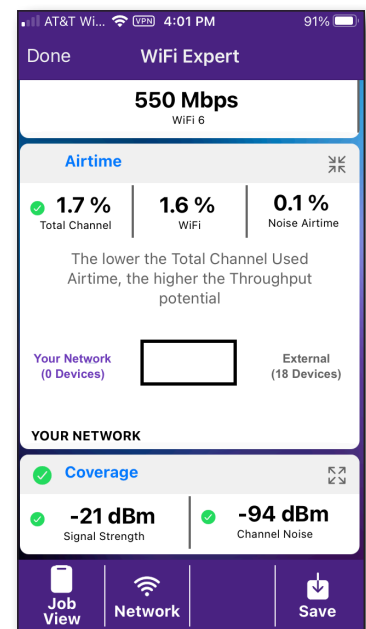 AT&T Wi... VPN 4:01 PM 91%
Done WiFi Expert
550 Mbps
WiFi 6
Airtime
1.7 % 1.6 % 0.1 %
Total Channel WiFi Noise Airtime
The lower the Total Channel Used
Airtime, the higher the Throughput
potential
Your Network External
(0 Devices) (18 Devices)
YOUR NETWORK
Coverage
-21 dBm -94 dBm
Signal Strength Channel Noise
Job
View Network Save